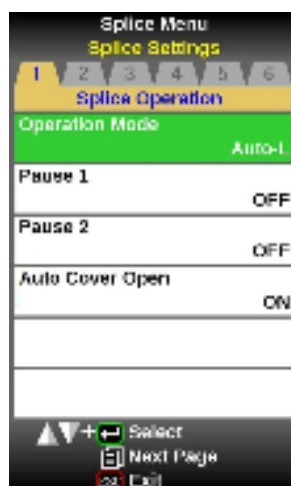 Splice Menu
Splice Settings
1 2 3 4 5 6
Splice Operation
Operation Mode
Auto-L
Pause 1
OFF
Pause 2
OFF
Auto Cover Open
ON
+ Select
Next Page
Exit